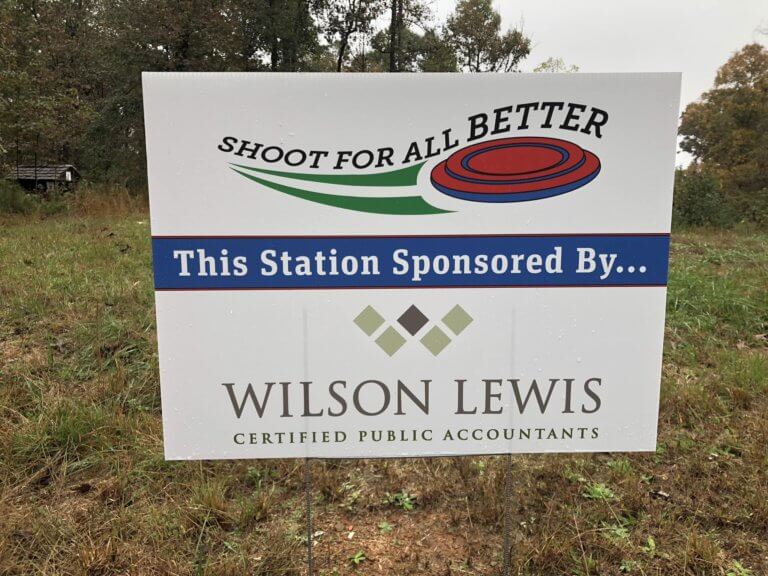 SHOOT FOR ALL BETTER
This Station Sponsored By...
WILSON LEWIS
CERTIFIED PUBLIC ACCOUNTANTS